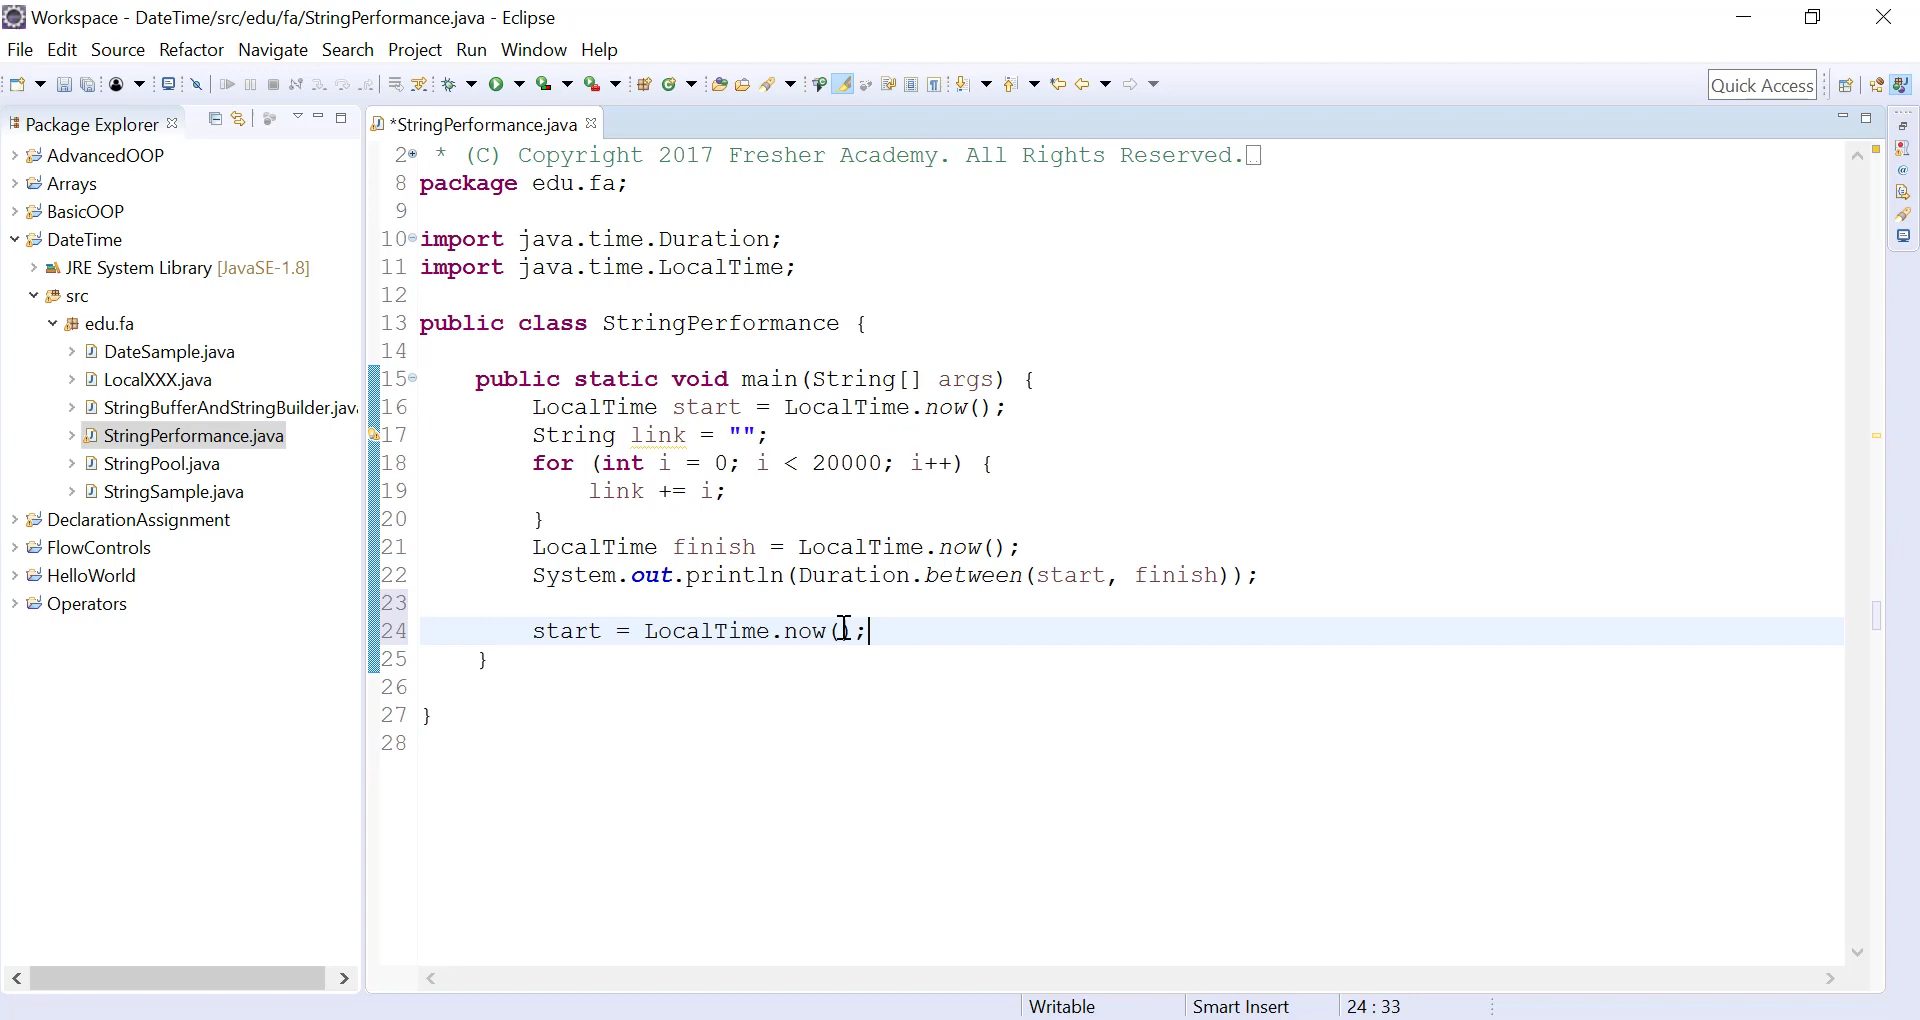 Workspace - DateTime/src/edu/fa/StringPerformance.java - Eclipse
File Edit Source Refactor Navigate Search Project Run Window Help
Quick Access
Package Explorer
AdvancedOOP
Arrays
BasicOOP
DateTime
JRE System Library [JavaSE-1.8]
src
edu.fa
DateSample.java
LocalXXX.java
StringBufferAndStringBuilder.java
StringPerformance.java
StringPool.java
StringSample.java
DeclarationAssignment
FlowControls
HelloWorld
Operators
*StringPerformance.java
2 * (C) Copyright 2017 Fresher Academy. All Rights Reserved.
8 package edu.fa;
9
10 import java.time.Duration;
11 import java.time.LocalTime;
12
13 public class StringPerformance {
14
15 public static void main(String[] args) {
16 LocalTime start = LocalTime.now();
17 String link = "";
18 for (int i = 0; i < 20000; i++) {
19 link += i;
20 }
21 LocalTime finish = LocalTime.now();
22 System.out.println(Duration.between(start, finish));
23
24 start = LocalTime.now();
25 }
26
27 }
28
Writable Smart Insert 24 : 33